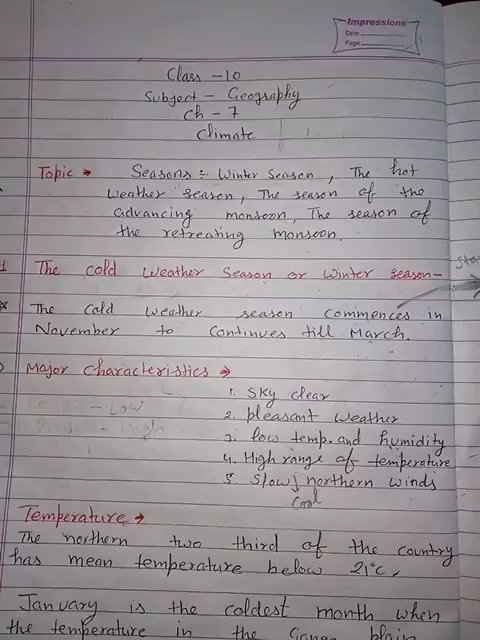 Impressions
Date
Page
Class - 10
Subject - Geography
Ch - 7
Climate
Topic → Seasons :- Winter Season, The hot
weather season, The season of the
advancing monsoon, The season of
the retreating monsoon.
The cold weather Season or Winter season-
The cold weather season commences in
November to continues till March.
Major Characteristics →
1. Sky clear
2. pleasant weather
3. low temp. and humidity
4. High range of temperature
5. Slow northern winds
Cool
Temperature →
The northern two third of the country
has mean temperature below 21°c.
January is the coldest month when
the temperature in the Ganga plain